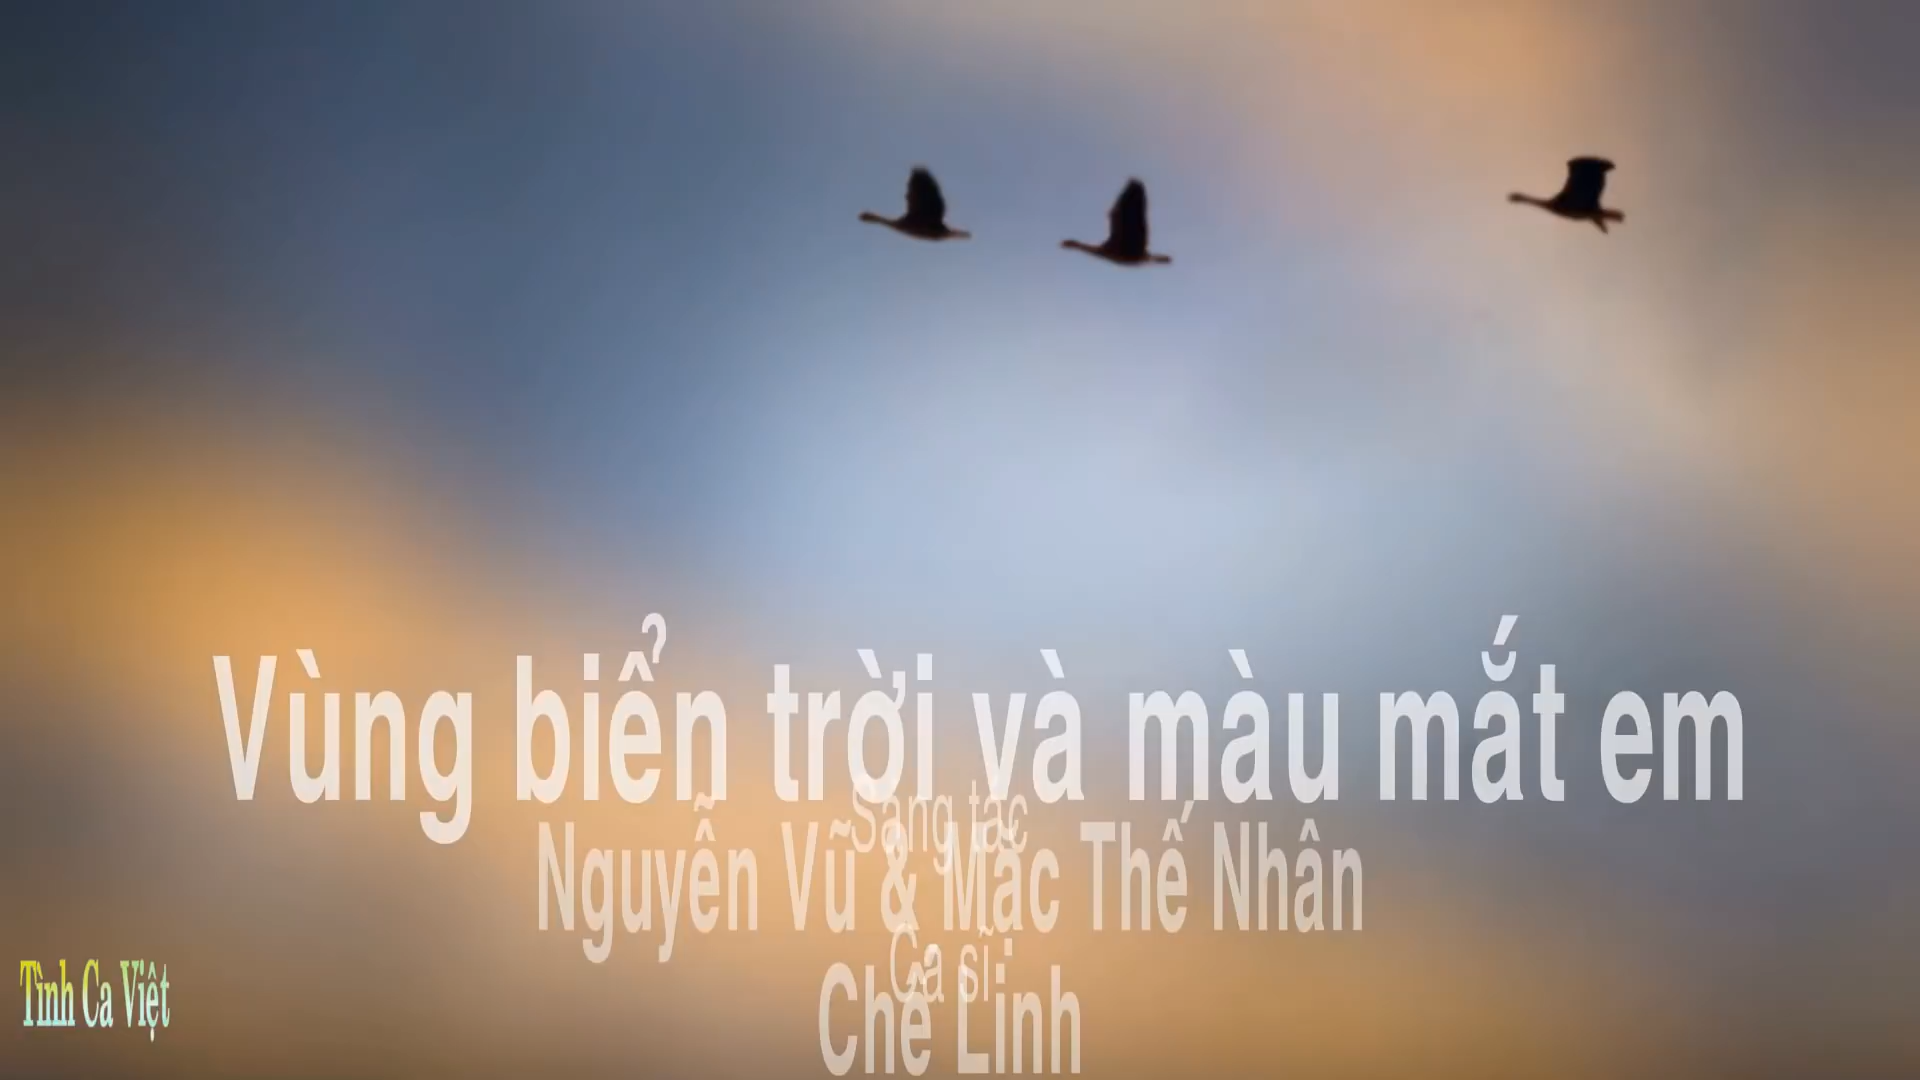 Vùng biển trời và màu mắt em
Sáng tác
Nguyễn Vũ & Mặc Thế Nhân
Ca sĩ
Chế Linh
Tình Ca Việt